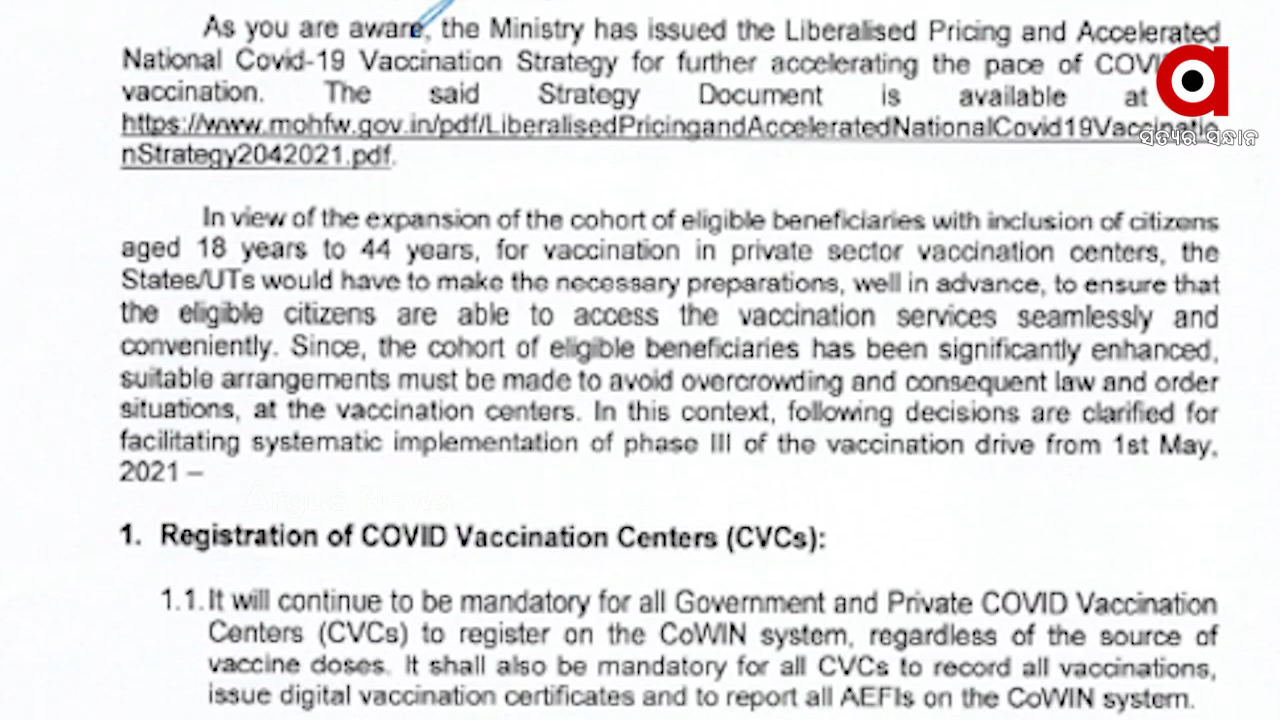 As you are aware, the Ministry has issued the Liberalised Pricing and Accelerated
National Covid-19 Vaccination Strategy for further accelerating the pace of
vaccination. The said Strategy Document is available at
https://www.mohfw.gov.in/pdf/LiberalisedPricingandAcceleratedNationalCovid19Vaccinatio
nStrategy2042021.pdf.
In view of the expansion of the cohort of eligible beneficiaries with inclusion of citizens
aged 18 years to 44 years, for vaccination in private sector vaccination centers, the
States/UTs would have to make the necessary preparations, well in advance, to ensure that
the eligible citizens are able to access the vaccination services seamlessly and
conveniently. Since, the cohort of eligible beneficiaries has been significantly enhanced,
suitable arrangements must be made to avoid overcrowding and consequent law and order
situations, at the vaccination centers. In this context, following decisions are clarified for
facilitating systematic implementation of phase III of the vaccination drive from 1st May,
2021 –
Argus News
1. Registration of COVID Vaccination Centers (CVCs):
1.1. It will continue to be mandatory for all Government and Private COVID Vaccination
Centers (CVCs) to register on the CoWIN system, regardless of the source of
vaccine doses. It shall also be mandatory for all CVCs to record all vaccinations,
issue digital vaccination certificates and to report all AEFIs on the CoWIN system.
ସତ୍ୟର ସନ୍ଧାନ